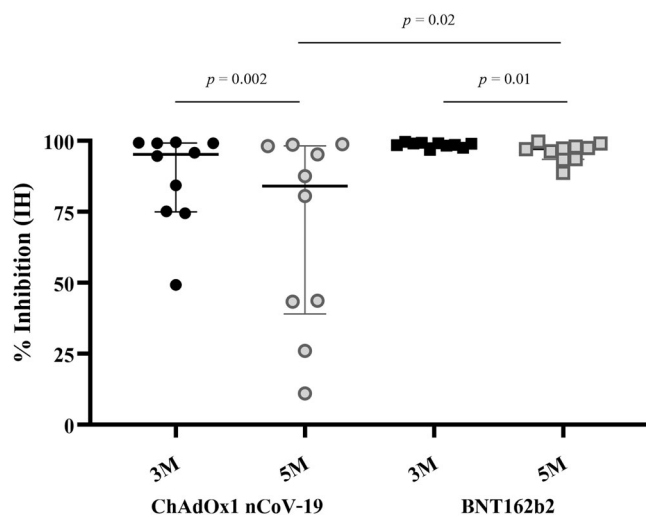 p = 0.02
p = 0.002
p = 0.01
% Inhibition (IH)
100
75
50
25
0
3M
5M
3M
5M
ChAdOx1 nCoV-19
BNT162b2